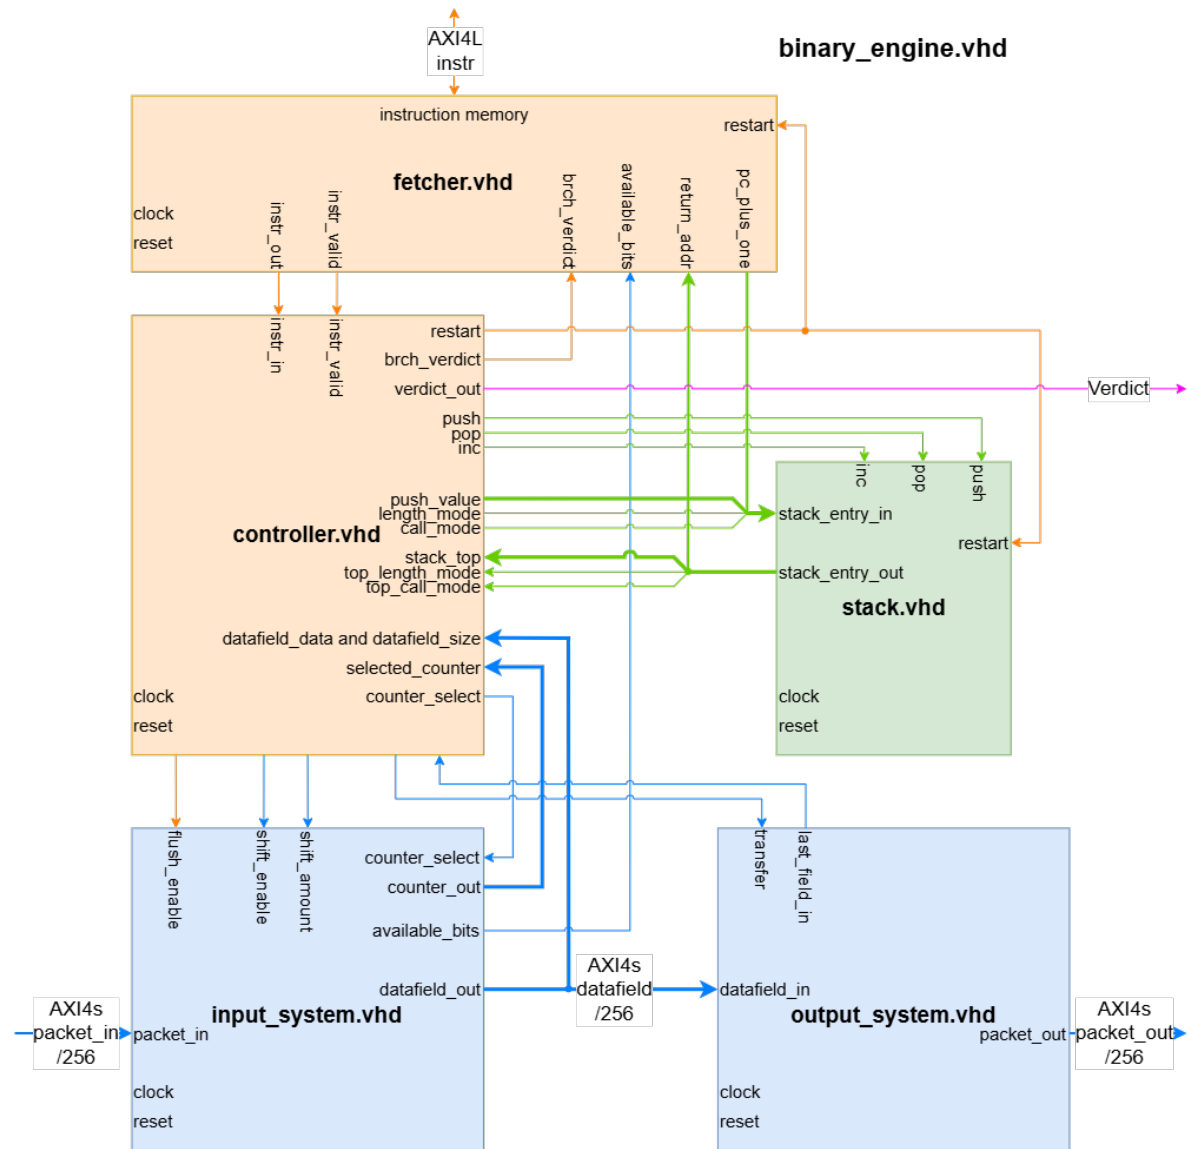 AXI4L
instr
binary_engine.vhd
instruction memory
restart
fetcher.vhd
clock
reset
instr_out
instr_valid
brch_verdict
available_bits
return_addr
pc_plus_one
instr_in
instr_valid
restart
brch_verdict
verdict_out
Verdict
push
pop
inc
inc
pop
push
push_value
length_mode
call_mode
controller.vhd
stack_top
top_length_mode
top_call_mode
stack_entry_in
restart
stack_entry_out
stack.vhd
datafield_data and datafield_size
selected_counter
counter_select
clock
reset
clock
reset
flush_enable
shift_enable
shift_amount
counter_select
counter_out
available_bits
transfer
last_field_in
datafield_out
AXI4s
datafield
/256
datafield_in
input_system.vhd
output_system.vhd
AXI4s
packet_in
/256
packet_in
packet_out
AXI4s
packet_out
/256
clock
reset
clock
reset